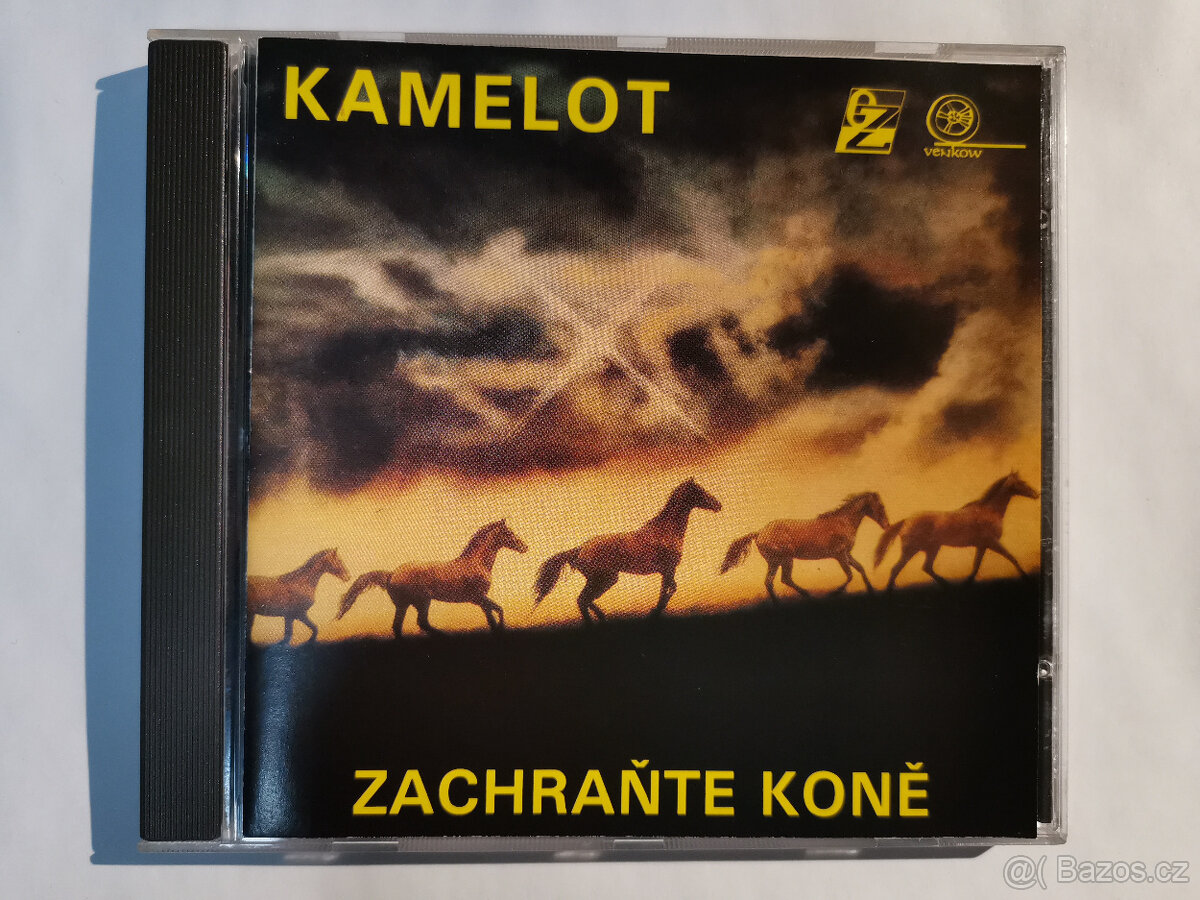 KAMELOT
GZ
venkow
ZACHRAŇTE KONĚ
@( Bazos.cz